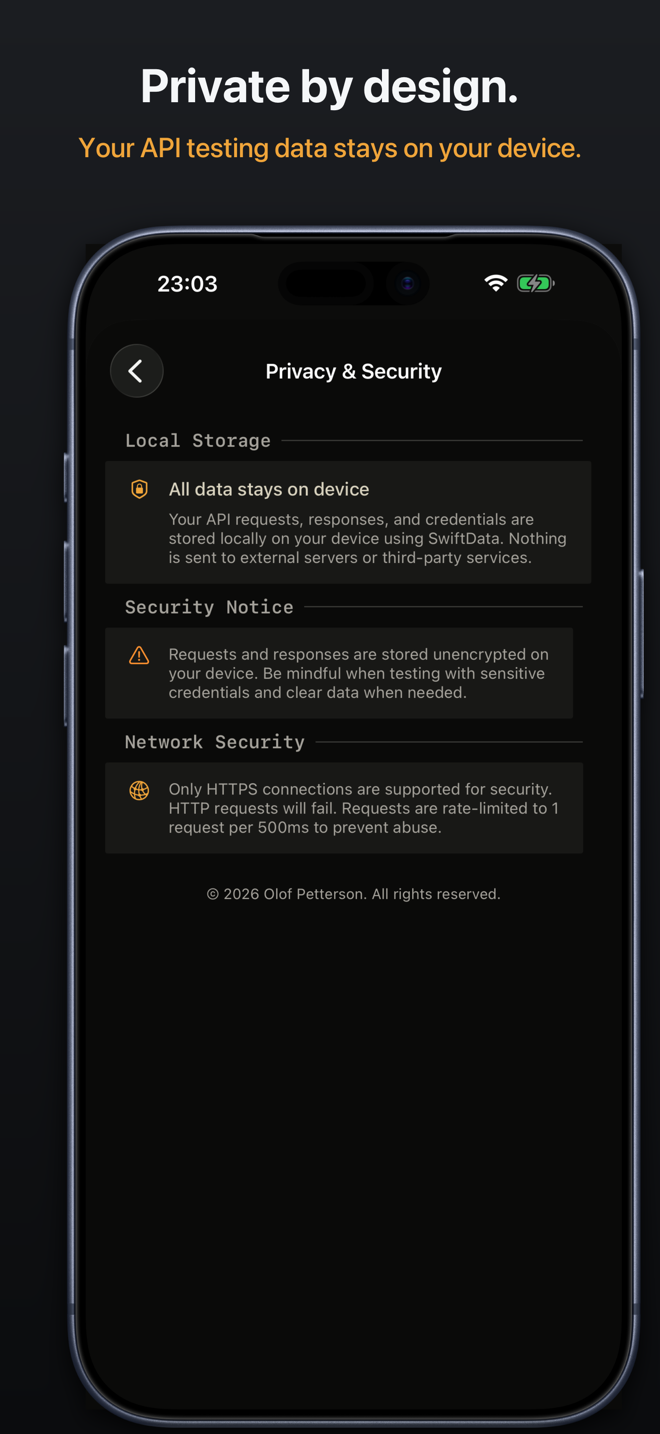 Private by design.
Your API testing data stays on your device.
23:03
Privacy & Security
Local Storage
All data stays on device
Your API requests, responses, and credentials are
stored locally on your device using SwiftData. Nothing
is sent to external servers or third-party services.
Security Notice
Requests and responses are stored unencrypted on
your device. Be mindful when testing with sensitive
credentials and clear data when needed.
Network Security
Only HTTPS connections are supported for security.
HTTP requests will fail. Requests are rate-limited to 1
request per 500ms to prevent abuse.
© 2026 Olof Petterson. All rights reserved.